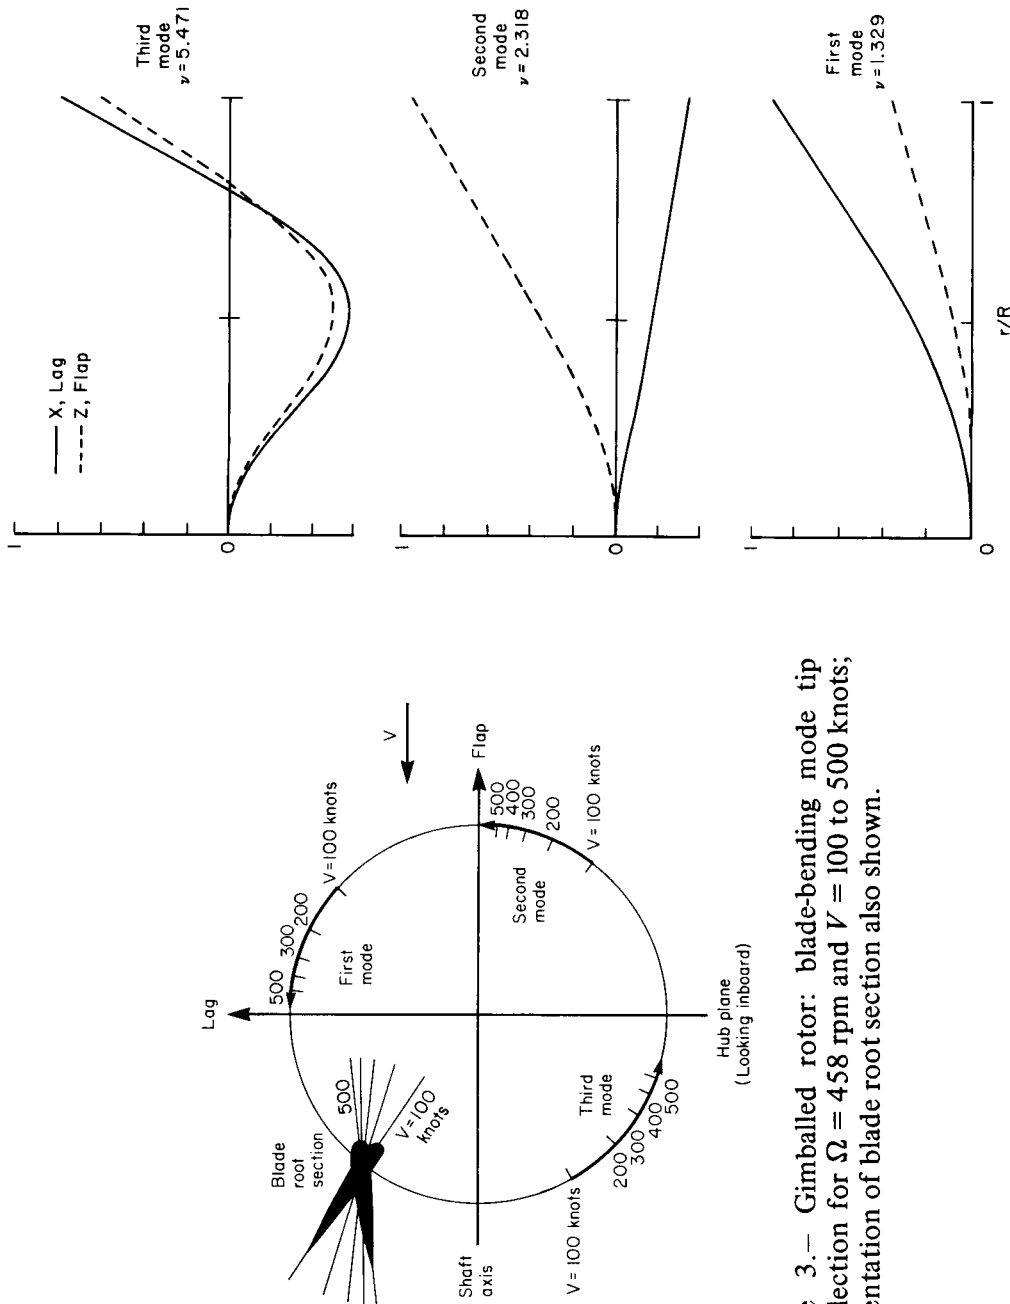 Third
mode
ν = 5.471
X, Lag
Z, Flap
1
0
Second
mode
ν = 2.318
1
0
First
mode
ν = 1.329
1
0
r/R
1
V
Lag
500
300
200
V = 100 knots
First
mode
Blade
root
section
500
V = 100
knots
Flap
500
400
300
200
V = 100 knots
Second
mode
Shaft
axis
V = 100 knots
200
300
400
500
Third
mode
Hub plane
(Looking inboard)
3.— Gimballed rotor: blade-bending mode tip
for Ω = 458 rpm and V = 100 to 500 knots;
of blade root section also shown.